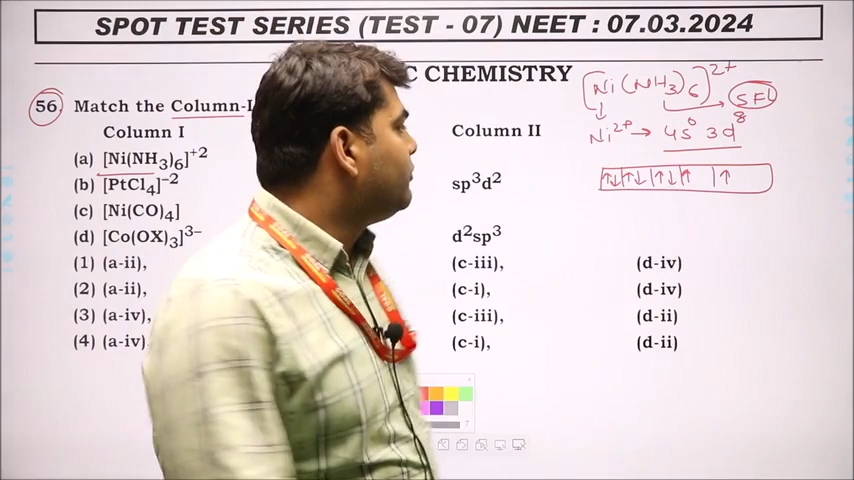 SPOT TEST SERIES (TEST - 07) NEET : 07.03.2024
C CHEMISTRY
56. Match the Column-I
Column I
Column II
(a) [Ni(NH3)6]+2
(b) [PtCl4]–2
sp3d2
(c) [Ni(CO)4]
(d) [Co(OX)3]3–
d2sp3
(1) (a-ii), (c-iii), (d-iv)
(2) (a-ii), (c-i), (d-iv)
(3) (a-iv), (c-iii), (d-ii)
(4) (a-iv) (c-i), (d-ii)
[Ni(NH3)6]2+
SFL
Ni2+ → 4s0 3d8
↑↓ ↑↓ ↑↓ ↑ ↑
7